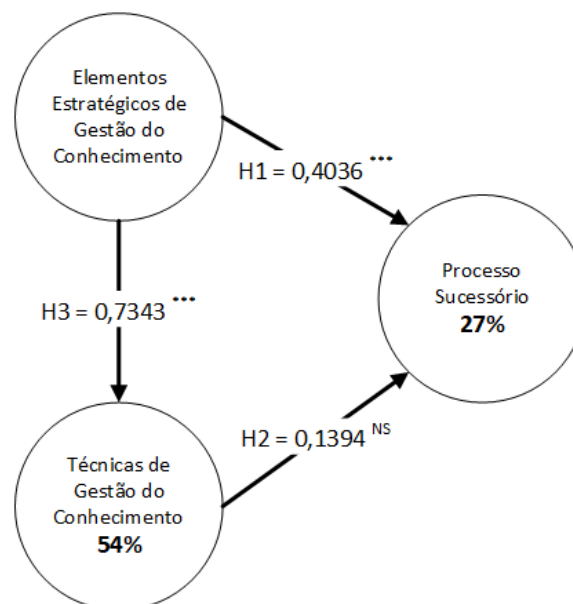 Elementos
Estratégicos de
Gestão do
Conhecimento
H1 = 0,4036 ***
Processo
Sucessório
27%
H3 = 0,7343 ***
H2 = 0,1394 NS
Técnicas de
Gestão do
Conhecimento
54%